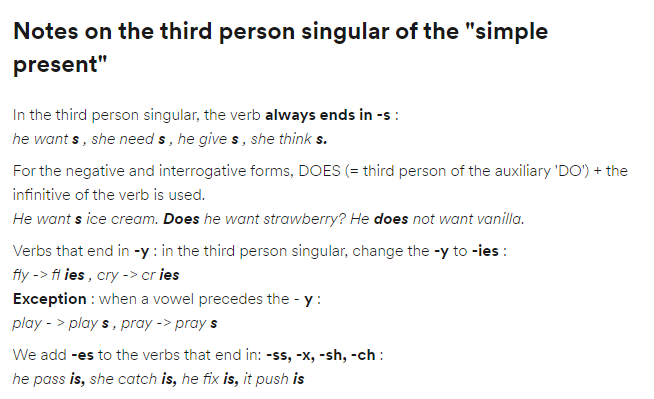 Notes on the third person singular of the "simple
present"
In the third person singular, the verb always ends in -s :
he want s , she need s , he give s , she think s.
For the negative and interrogative forms, DOES (= third person of the auxiliary 'DO') + the
infinitive of the verb is used.
He want s ice cream. Does he want strawberry? He does not want vanilla.
Verbs that end in -y : in the third person singular, change the -y to -ies :
fly -> fl ies , cry -> cr ies
Exception : when a vowel precedes the - y :
play - > play s , pray -> pray s
We add -es to the verbs that end in: -ss, -x, -sh, -ch :
he pass is, she catch is, he fix is, it push is